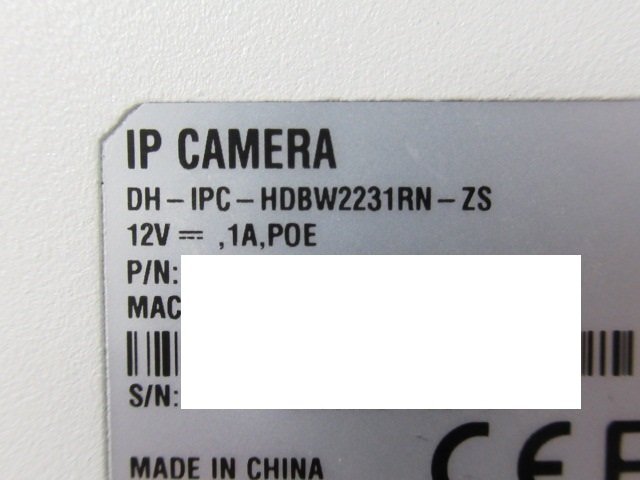 IP CAMERA
DH-IPC-HDBW2231RN-ZS
12V⎓,1A,POE
P/N:
MAC
S/N:
MADE IN CHINA
CE